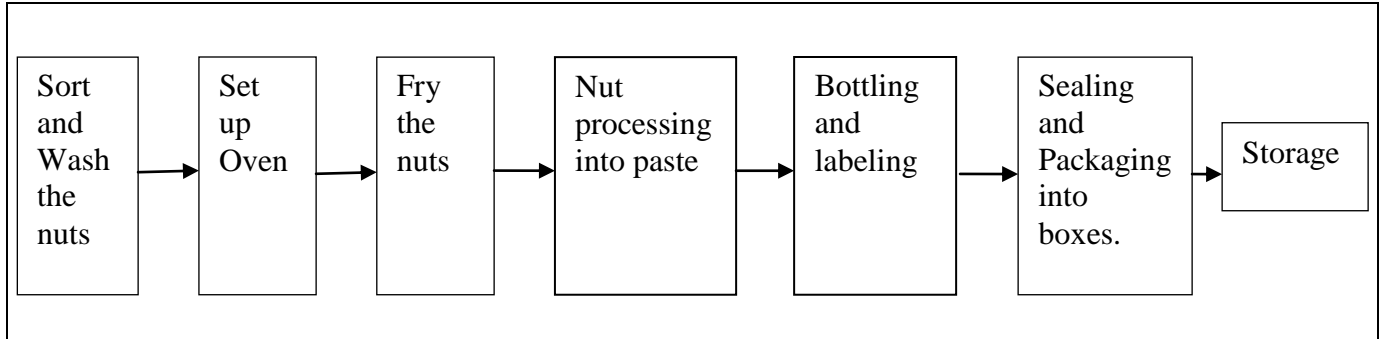 Sort
and
Wash
the
nuts
Set
up
Oven
Fry
the
nuts
Nut
processing
into paste
Bottling
and
labeling
Sealing
and
Packaging
into
boxes.
Storage